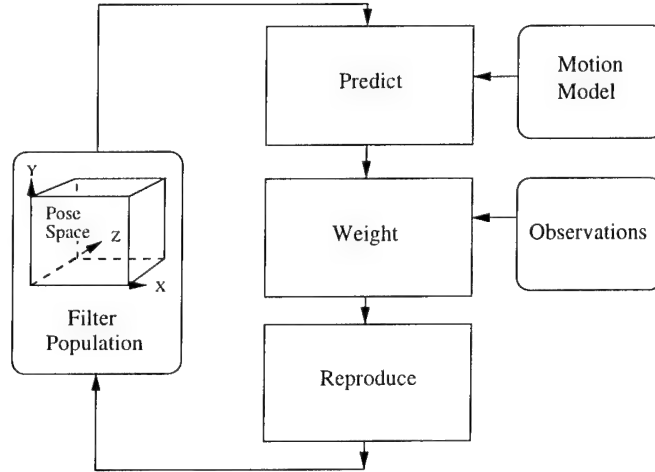 Predict
Motion
Model
Y
Pose
Space
Z
X
Filter
Population
Weight
Observations
Reproduce